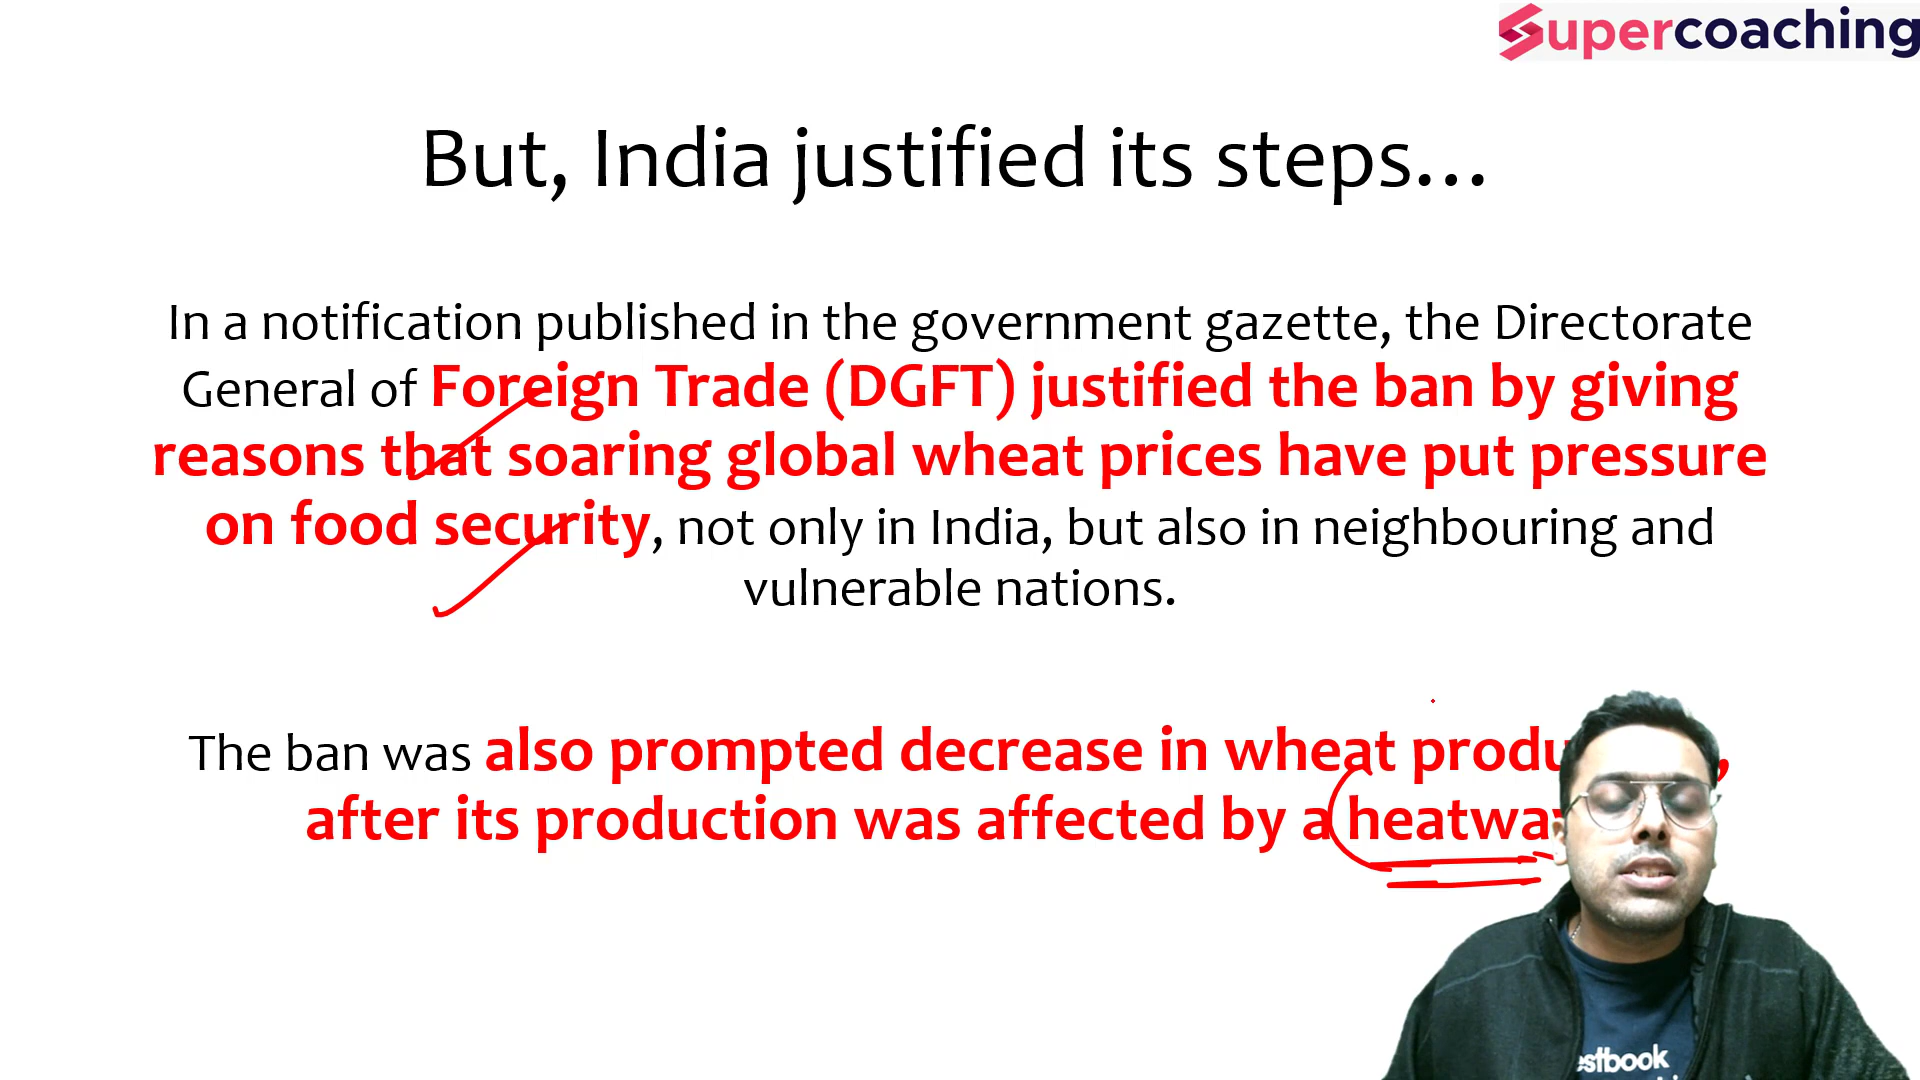 Supercoaching
But, India justified its steps...
In a notification published in the government gazette, the Directorate
General of Foreign Trade (DGFT) justified the ban by giving
reasons that soaring global wheat prices have put pressure
on food security, not only in India, but also in neighbouring and
vulnerable nations.
The ban was also prompted decrease in wheat
after its production was affected by a